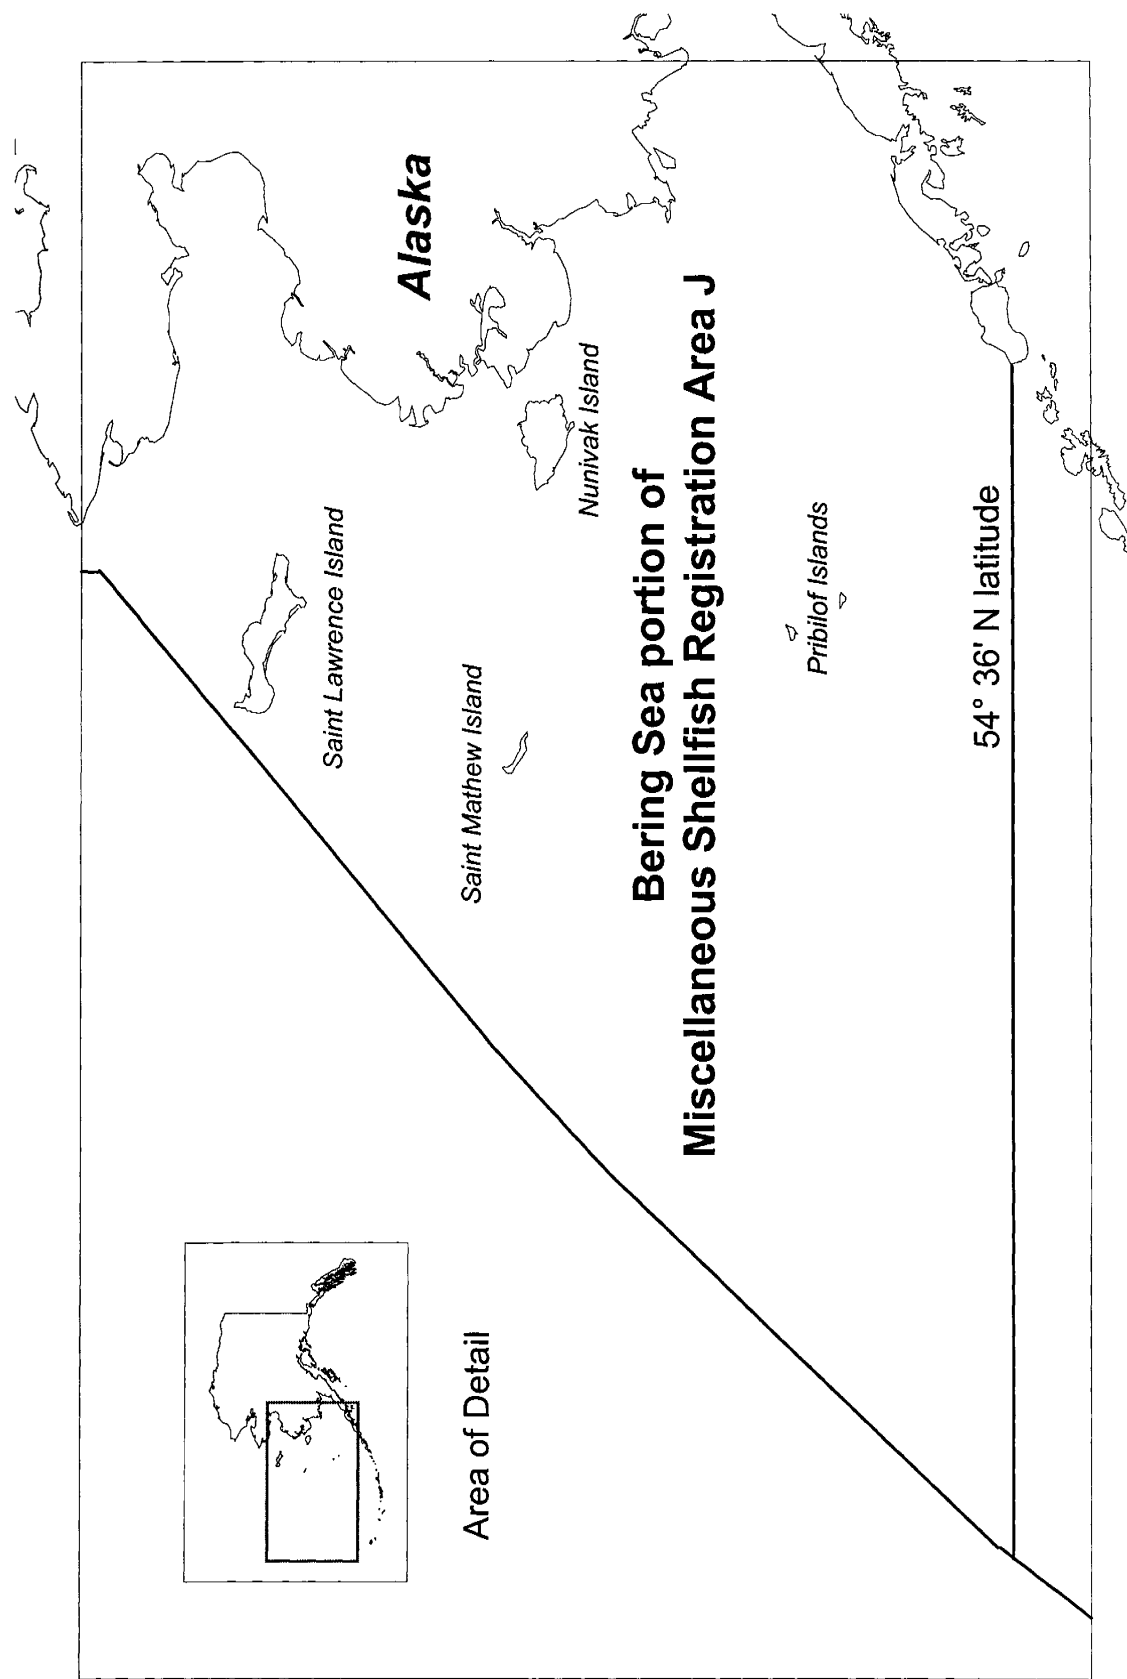 Alaska
Saint Lawrence Island
Nunivak Island
Saint Mathew Island
Bering Sea portion of
Miscellaneous Shellfish Registration Area J
Pribilof Islands
54° 36' N latitude
Area of Detail